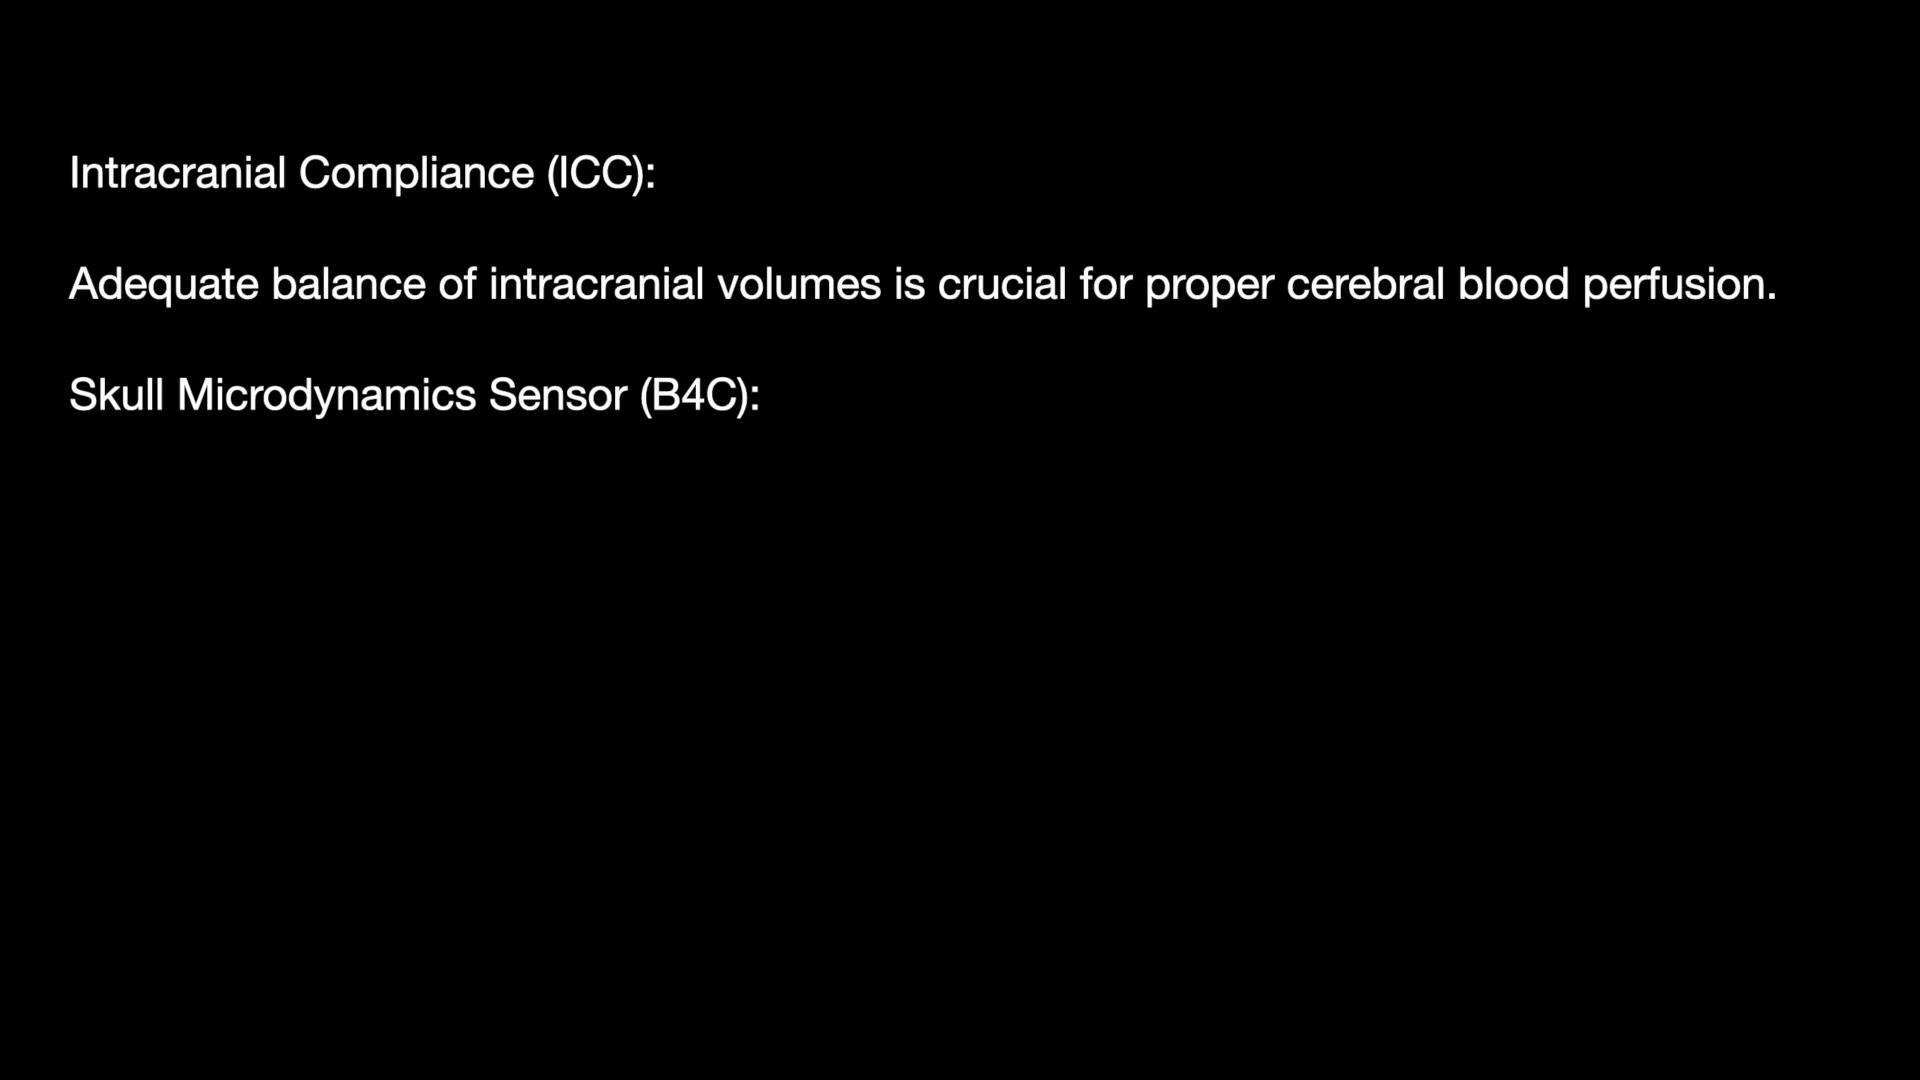 Intracranial Compliance (ICC):
Adequate balance of intracranial volumes is crucial for proper cerebral blood perfusion.
Skull Microdynamics Sensor (B4C):